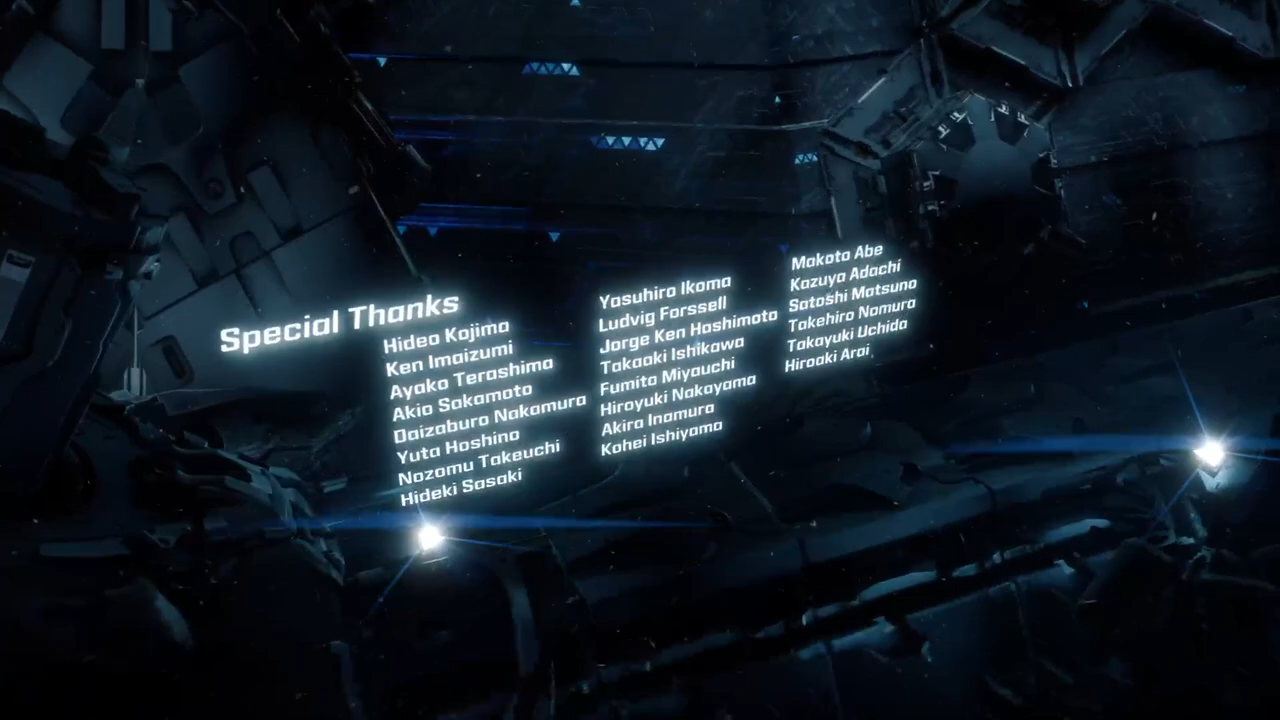 Special Thanks
Hideo Kojima
Ken Imaizumi
Ayako Terashima
Akio Sakamoto
Daizaburo Nakamura
Yuta Hoshino
Nozomu Takeuchi
Hideki Sasaki
Yasuhiro Ikoma
Ludvig Forssell
Jorge Ken Hashimoto
Takaaki Ishikawa
Fumito Miyauchi
Hiroyuki Nakayama
Akira Inamura
Kohei Ishiyama
Makoto Abe
Kazuya Adachi
Satoshi Matsuno
Takehiro Nomura
Takayuki Uchida
Hiroaki Arai